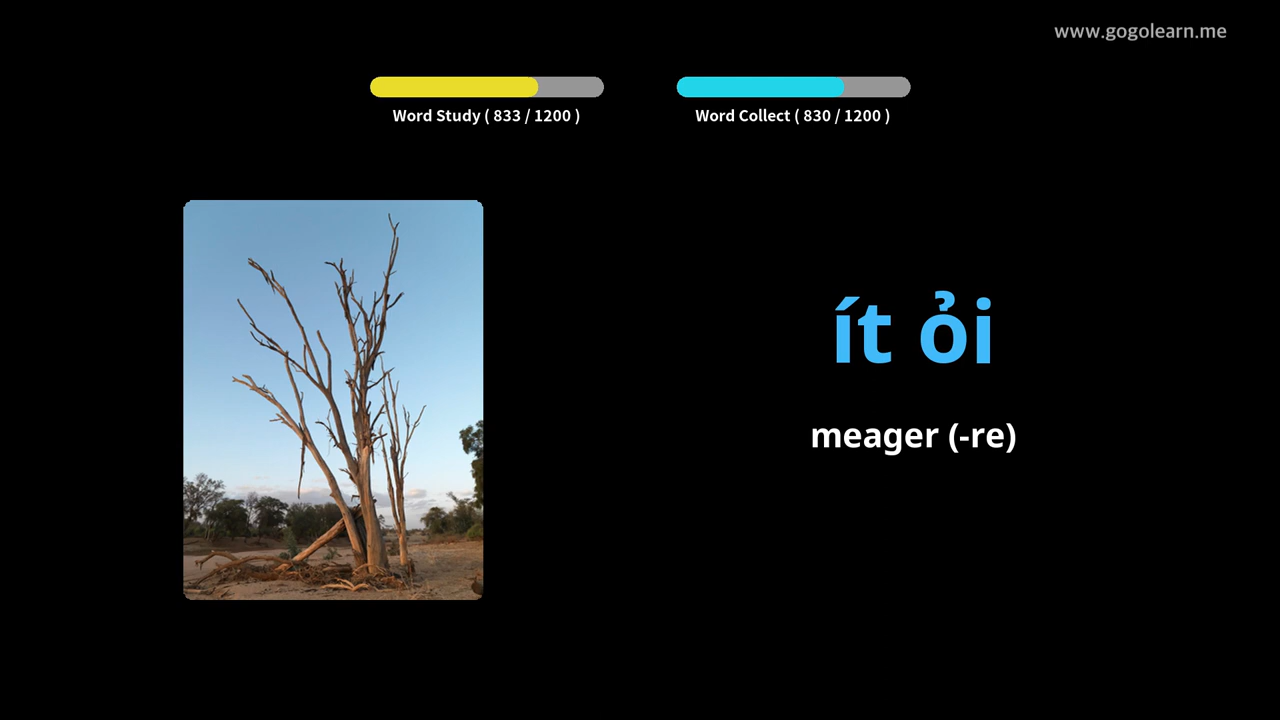 www.gogolearn.me
Word Study ( 833 / 1200 )
Word Collect ( 830 / 1200 )
ít ỏi
meager (-re)